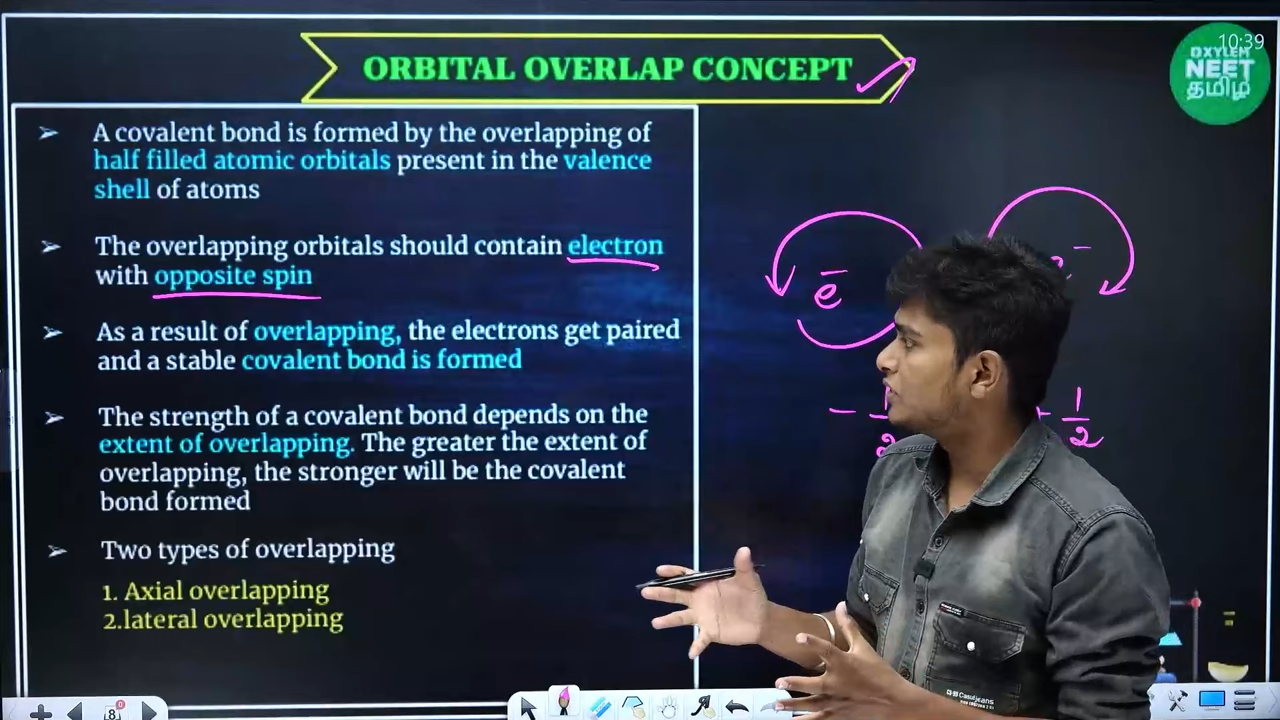 ORBITAL OVERLAP CONCEPT
10:39
OXYLEM
NEET
தமிழ்
➢ A covalent bond is formed by the overlapping of
half filled atomic orbitals present in the valence
shell of atoms
➢ The overlapping orbitals should contain electron
with opposite spin
➢ As a result of overlapping, the electrons get paired
and a stable covalent bond is formed
➢ The strength of a covalent bond depends on the
extent of overlapping. The greater the extent of
overlapping, the stronger will be the covalent
bond formed
➢ Two types of overlapping
1. Axial overlapping
2.lateral overlapping
e⁻
+ 1/2
8